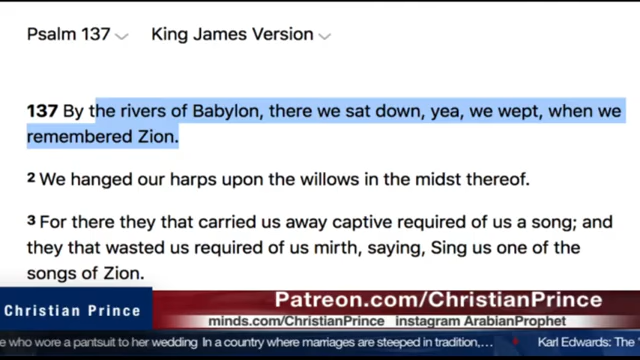 Psalm 137 King James Version
137 By the rivers of Babylon, there we sat down, yea, we wept, when we
remembered Zion.
2 We hanged our harps upon the willows in the midst thereof.
3 For there they that carried us away captive required of us a song; and
they that wasted us required of us mirth, saying, Sing us one of the
songs of Zion.
Christian Prince
Patreon.com/ChristianPrince
minds.com/ChristianPrince instagram ArabianProphet
e who wore a pantsuit to her wedding In a country where marriages are steeped in tradition,... Karl Edwards: The